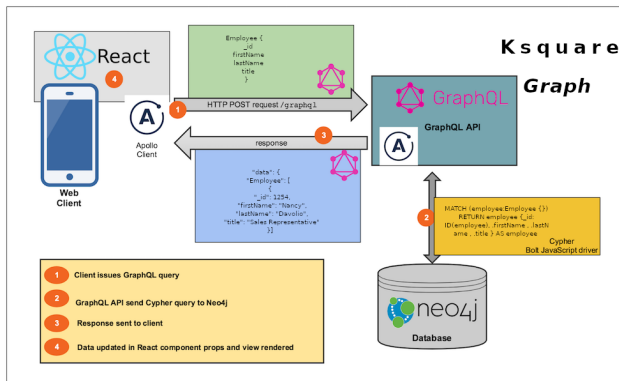 Employee {
_id
firstName
lastName
title
}
React
4
Ksquare
Graph
GraphQL
GraphQL API
1
HTTP POST request /graphql
A
A
Apollo
Client
response
3
Web
Client
"data": {
"Employee": [
{
"_id": 1254,
"firstName": "Nancy",
"lastName": "Davolio",
"title": "Sales Representative"
}]
2
MATCH (employee:Employee {})
RETURN employee {_id:
ID(employee), .firstName, .lastN
ame, .title } AS employee
Cypher
Bolt JavaScript driver
1 Client issues GraphQL query
2 GraphQL API send Cypher query to Neo4j
3 Response sent to client
4 Data updated in React component props and view rendered
neo4j
Database